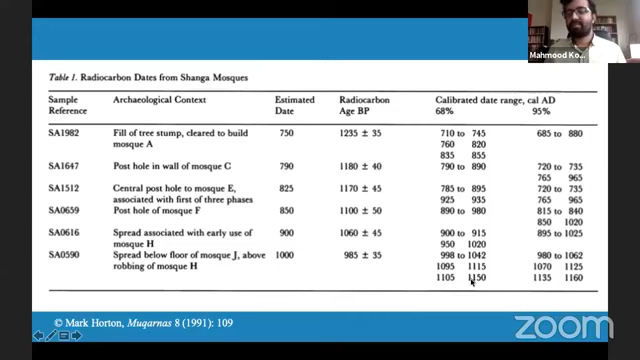 Mahmood Ko...
Table 1. Radiocarbon Dates from Shanga Mosques
Sample Reference Archaeological Context Estimated Date Radiocarbon Age BP Calibrated date range, cal AD
68% 95%
SA1982 Fill of tree stump, cleared to build 750 1235 ± 35 710 to 745 685 to 880
mosque A 760 820
835 855
SA1647 Post hole in wall of mosque C 790 1180 ± 40 790 to 890 720 to 735
765 965
SA1512 Central post hole to mosque E, 825 1170 ± 45 785 to 895 720 to 735
associated with first of three phases 925 935 765 965
SA0659 Post hole of mosque F 850 1100 ± 50 890 to 980 815 to 840
850 1020
SA0616 Spread associated with early use of 900 1060 ± 45 900 to 915 895 to 1025
mosque H 950 1020
SA0590 Spread below floor of mosque J, above 1000 985 ± 35 998 to 1042 980 to 1062
robbing of mosque H 1095 1115 1070 1125
1105 1150 1135 1160
© Mark Horton, Muqarnas 8 (1991): 109
zoom